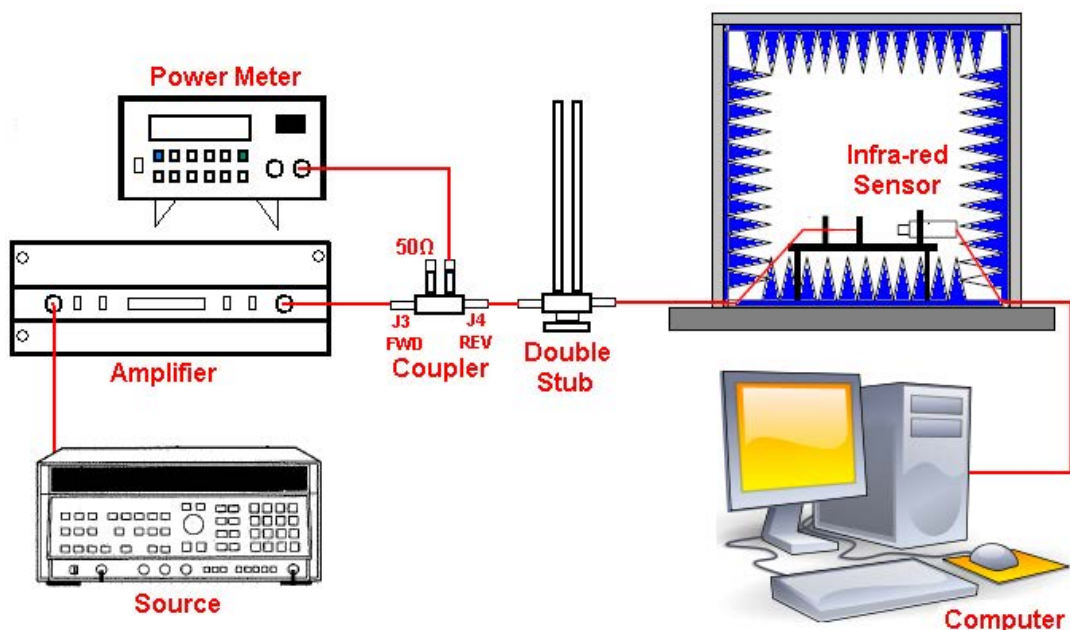 Power Meter
Infra-red
Sensor
50Ω
J3
FWD
J4
REV
Coupler
Double
Stub
Amplifier
Source
Computer